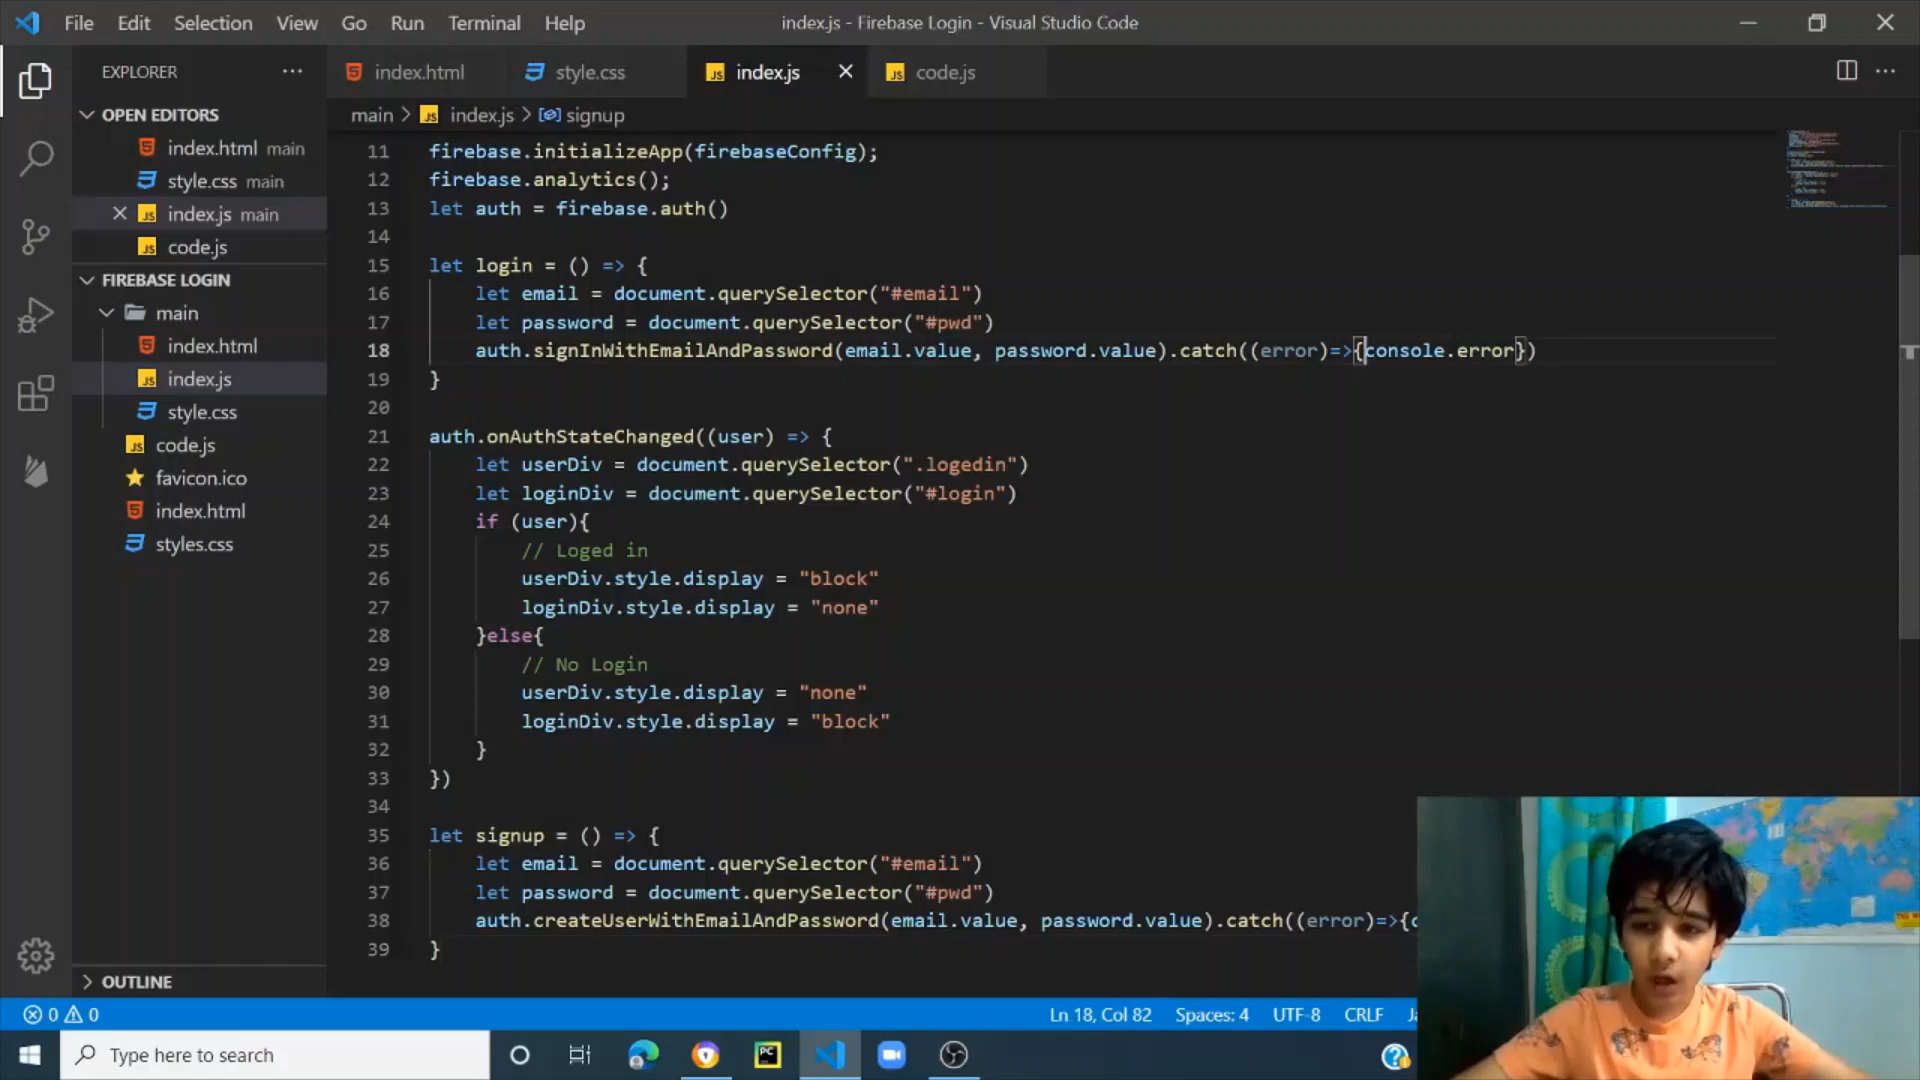 File Edit Selection View Go Run Terminal Help
index.js - Firebase Login - Visual Studio Code
EXPLORER
index.html
style.css
index.js
code.js
main > index.js > signup
OPEN EDITORS
index.html main
style.css main
index.js main
code.js
FIREBASE LOGIN
main
index.html
index.js
style.css
code.js
favicon.ico
index.html
styles.css
OUTLINE
11 firebase.initializeApp(firebaseConfig);
12 firebase.analytics();
13 let auth = firebase.auth()
14
15 let login = () => {
16 let email = document.querySelector("#email")
17 let password = document.querySelector("#pwd")
18 auth.signInWithEmailAndPassword(email.value, password.value).catch((error)=>{console.error})
19 }
20
21 auth.onAuthStateChanged((user) => {
22 let userDiv = document.querySelector(".logedin")
23 let loginDiv = document.querySelector("#login")
24 if (user){
25 // Loged in
26 userDiv.style.display = "block"
27 loginDiv.style.display = "none"
28 }else{
29 // No Login
30 userDiv.style.display = "none"
31 loginDiv.style.display = "block"
32 }
33 })
34
35 let signup = () => {
36 let email = document.querySelector("#email")
37 let password = document.querySelector("#pwd")
38 auth.createUserWithEmailAndPassword(email.value, password.value).catch((error)=>{
39 }
0 0
Ln 18, Col 82 Spaces: 4 UTF-8 CRLF
Type here to search